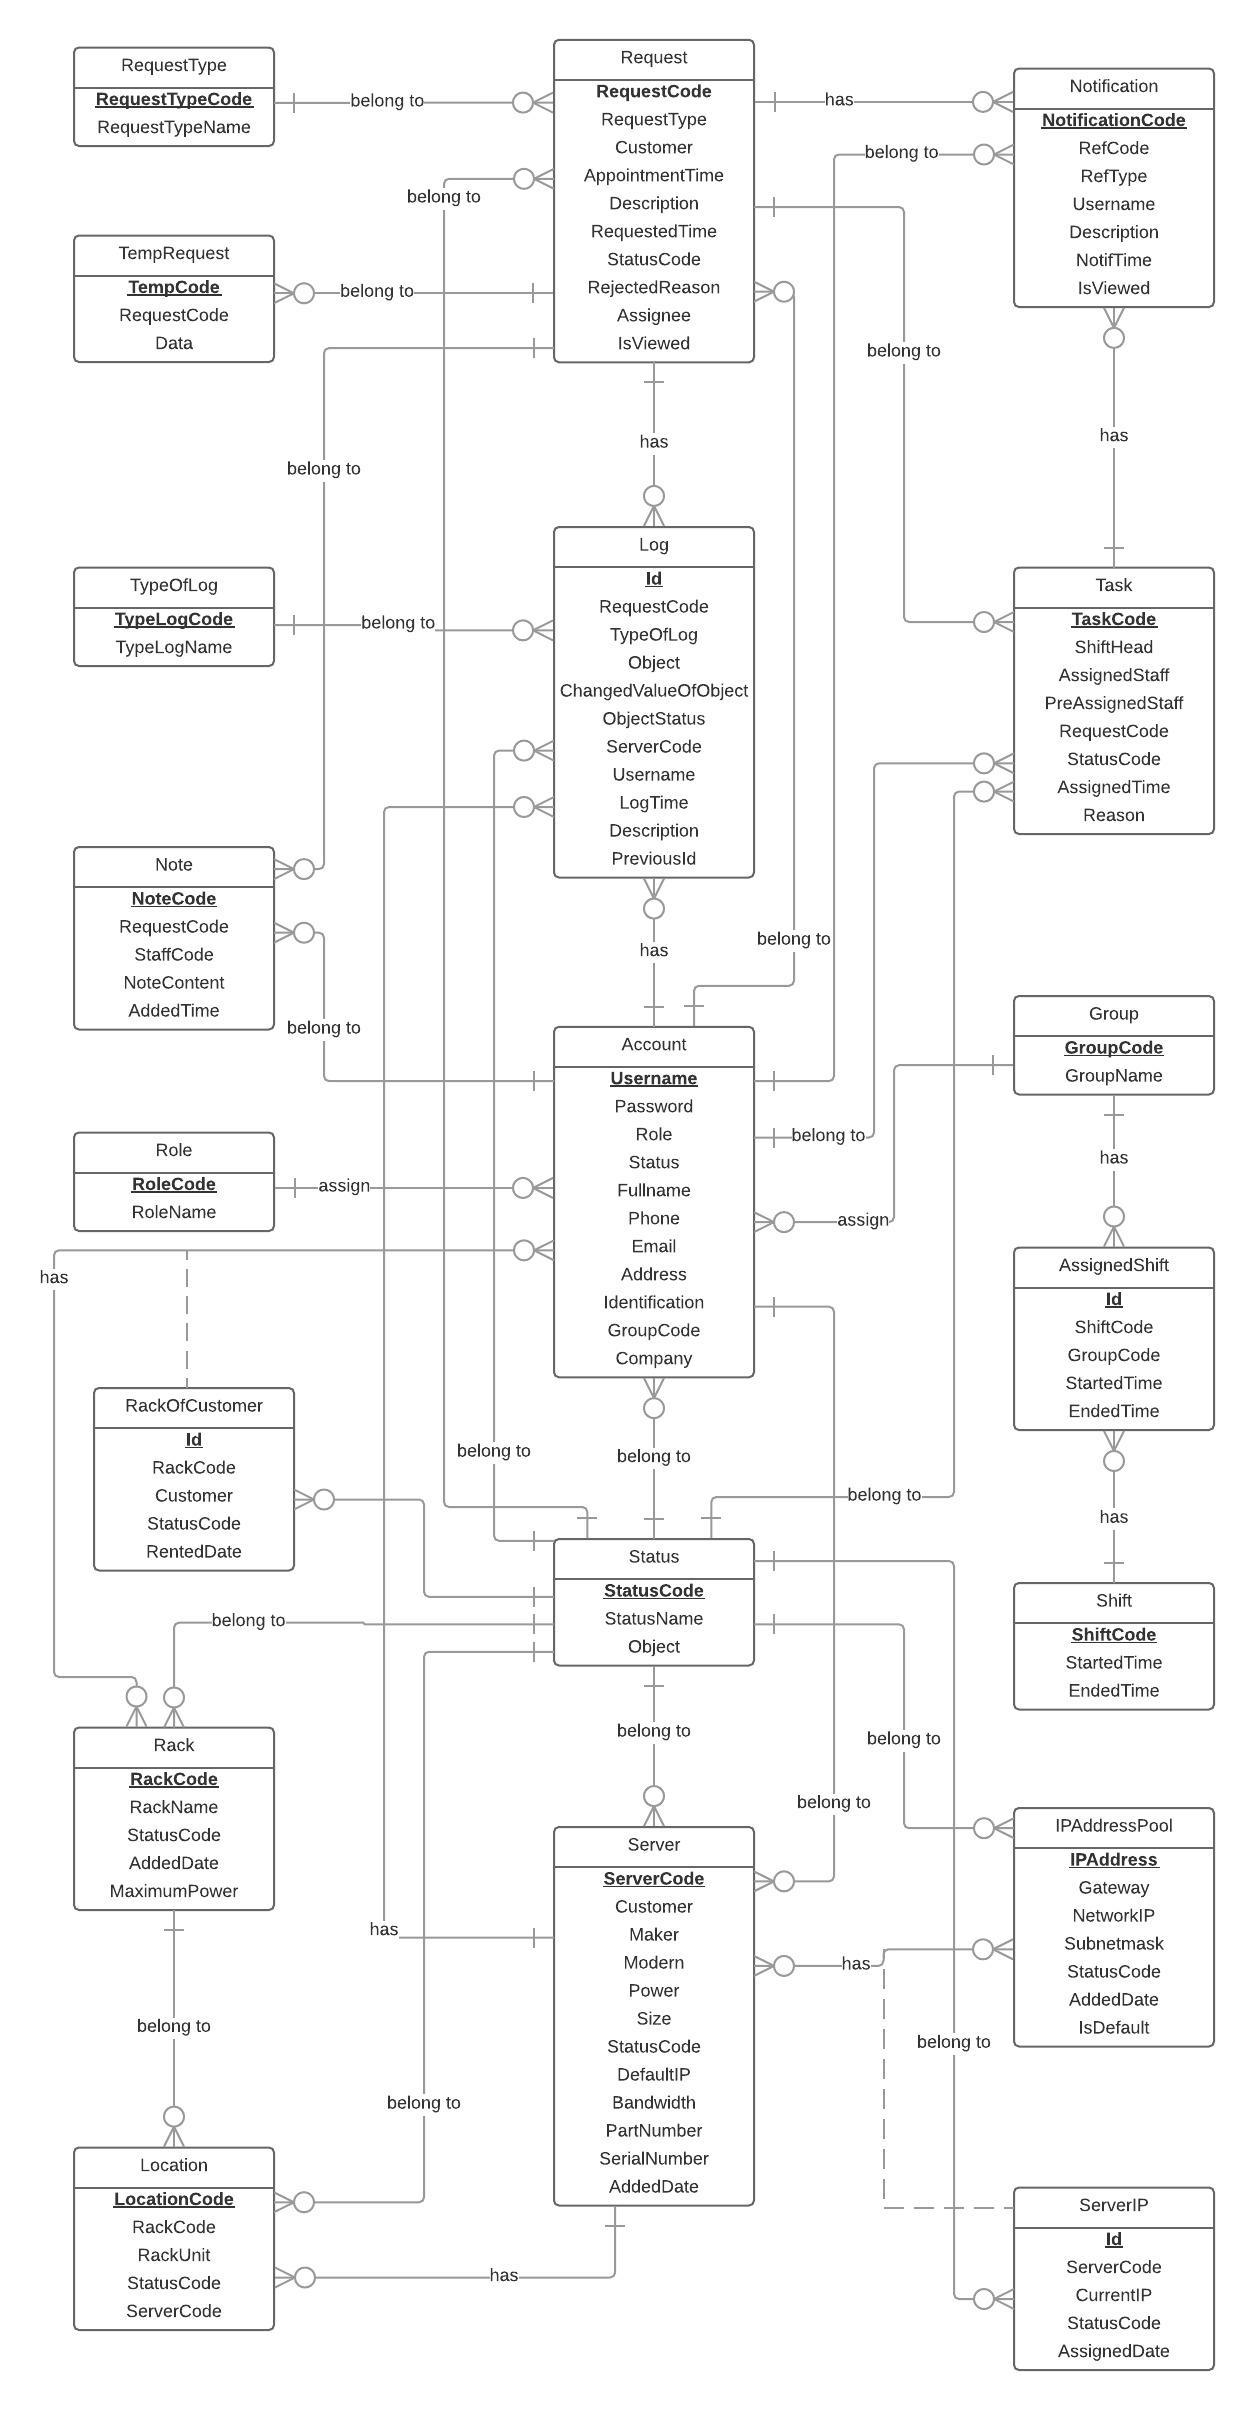 RequestType
RequestTypeCode
RequestTypeName
belong to
Request
RequestCode
RequestType
Customer
AppointmentTime
Description
RequestedTime
StatusCode
RejectedReason
Assignee
IsViewed
has
Notification
NotificationCode
RefCode
RefType
Username
Description
NotifTime
IsViewed
belong to
belong to
TempRequest
TempCode
RequestCode
Data
belong to
belong to
has
has
belong to
TypeOfLog
TypeLogCode
TypeLogName
belong to
Log
Id
RequestCode
TypeOfLog
Object
ChangedValueOfObject
ObjectStatus
ServerCode
Username
LogTime
Description
PreviousId
Task
TaskCode
ShiftHead
AssignedStaff
PreAssignedStaff
RequestCode
StatusCode
AssignedTime
Reason
Note
NoteCode
RequestCode
StaffCode
NoteContent
AddedTime
has
belong to
belong to
Account
Username
Password
Role
Status
Fullname
Phone
Email
Address
Identification
GroupCode
Company
Group
GroupCode
GroupName
belong to
has
Role
RoleCode
RoleName
assign
assign
has
AssignedShift
Id
ShiftCode
GroupCode
StartedTime
EndedTime
RackOfCustomer
Id
RackCode
Customer
StatusCode
RentedDate
belong to
belong to
belong to
has
Status
StatusCode
StatusName
Object
Shift
ShiftCode
StartedTime
EndedTime
belong to
belong to
belong to
belong to
Rack
RackCode
RackName
StatusCode
AddedDate
MaximumPower
has
Server
ServerCode
Customer
Maker
Modern
Power
Size
StatusCode
DefaultIP
Bandwidth
PartNumber
SerialNumber
AddedDate
has
IPAddressPool
IPAddress
Gateway
NetworkIP
Subnetmask
StatusCode
AddedDate
IsDefault
belong to
belong to
belong to
Location
LocationCode
RackCode
RackUnit
StatusCode
ServerCode
has
ServerIP
Id
ServerCode
CurrentIP
StatusCode
AssignedDate